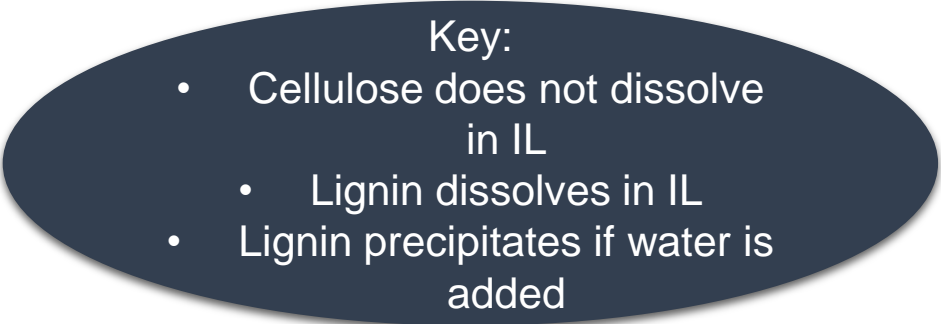 Key:
• Cellulose does not dissolve
in IL
• Lignin dissolves in IL
• Lignin precipitates if water is
added